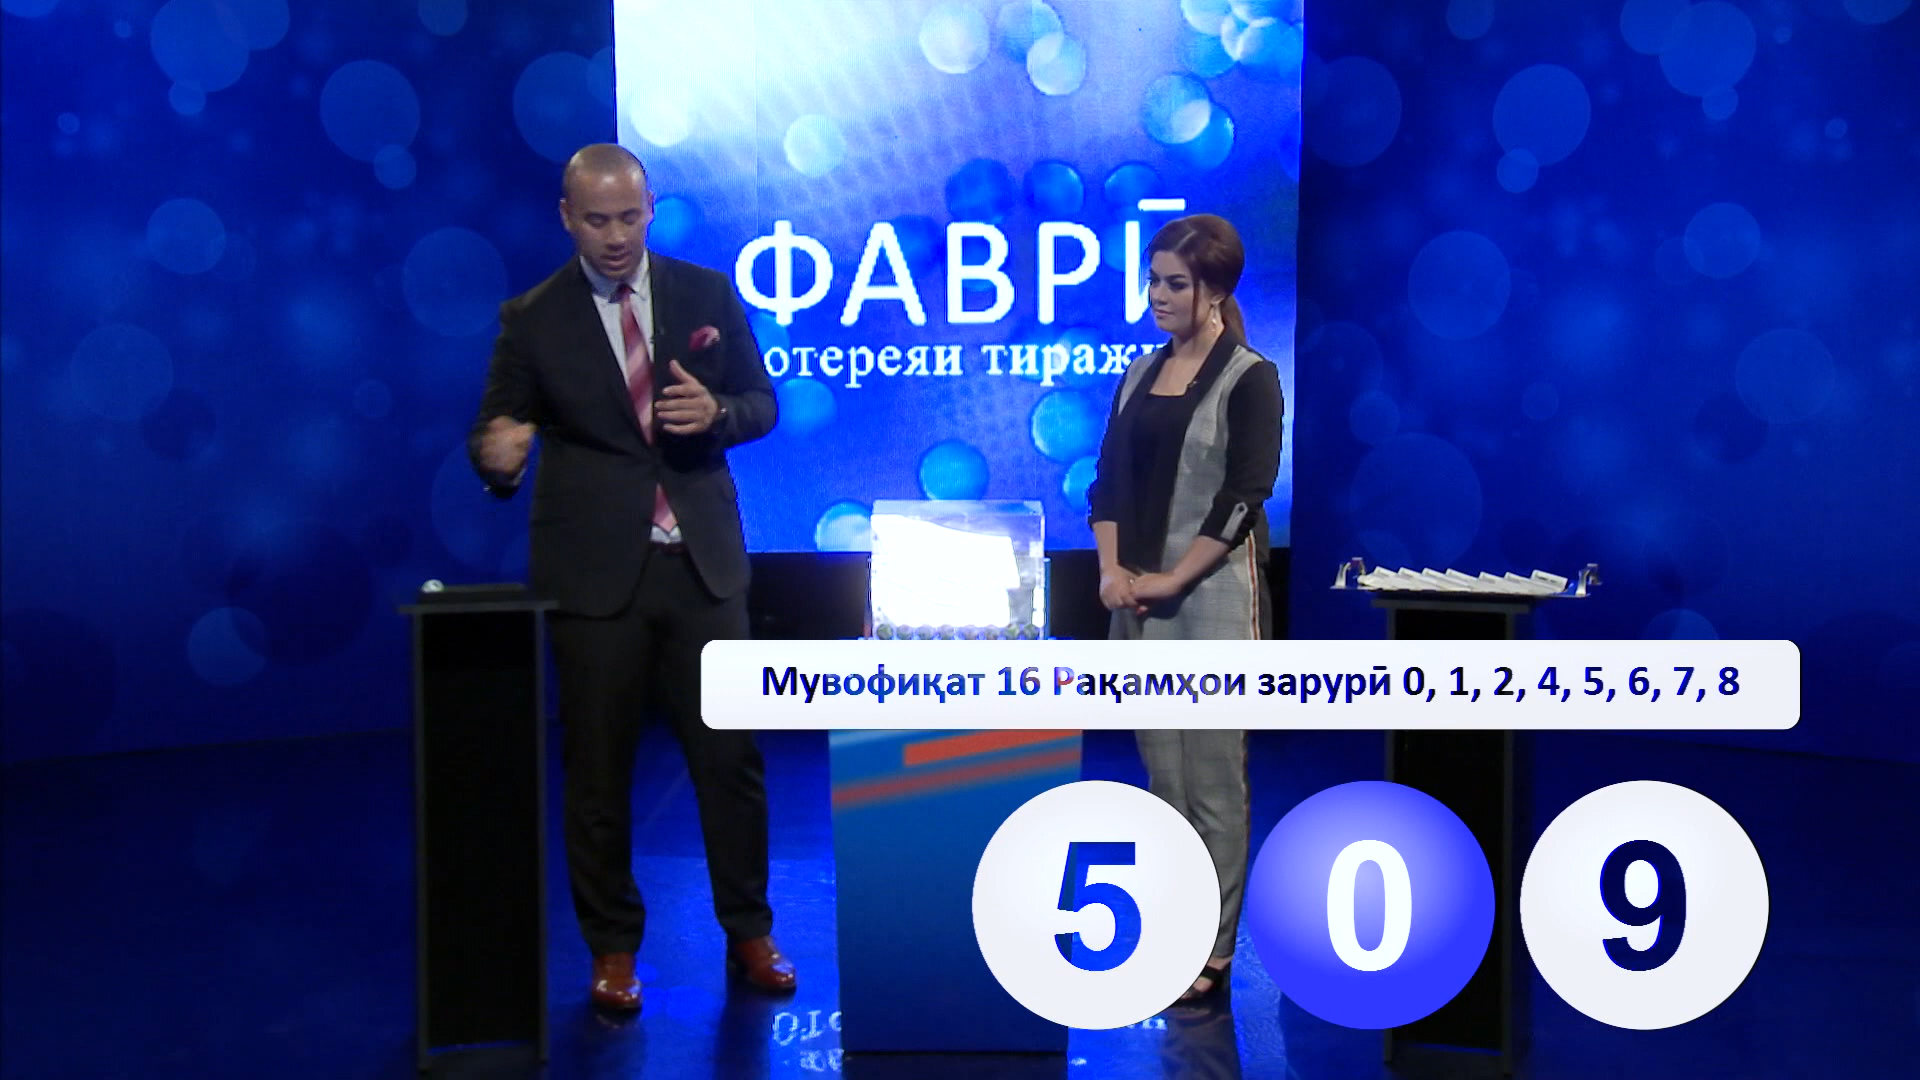 ФАВРӢ
отереяи тираж
Мувофиқат 16 Рақамҳои зарурӣ 0, 1, 2, 4, 5, 6, 7, 8
5 0 9